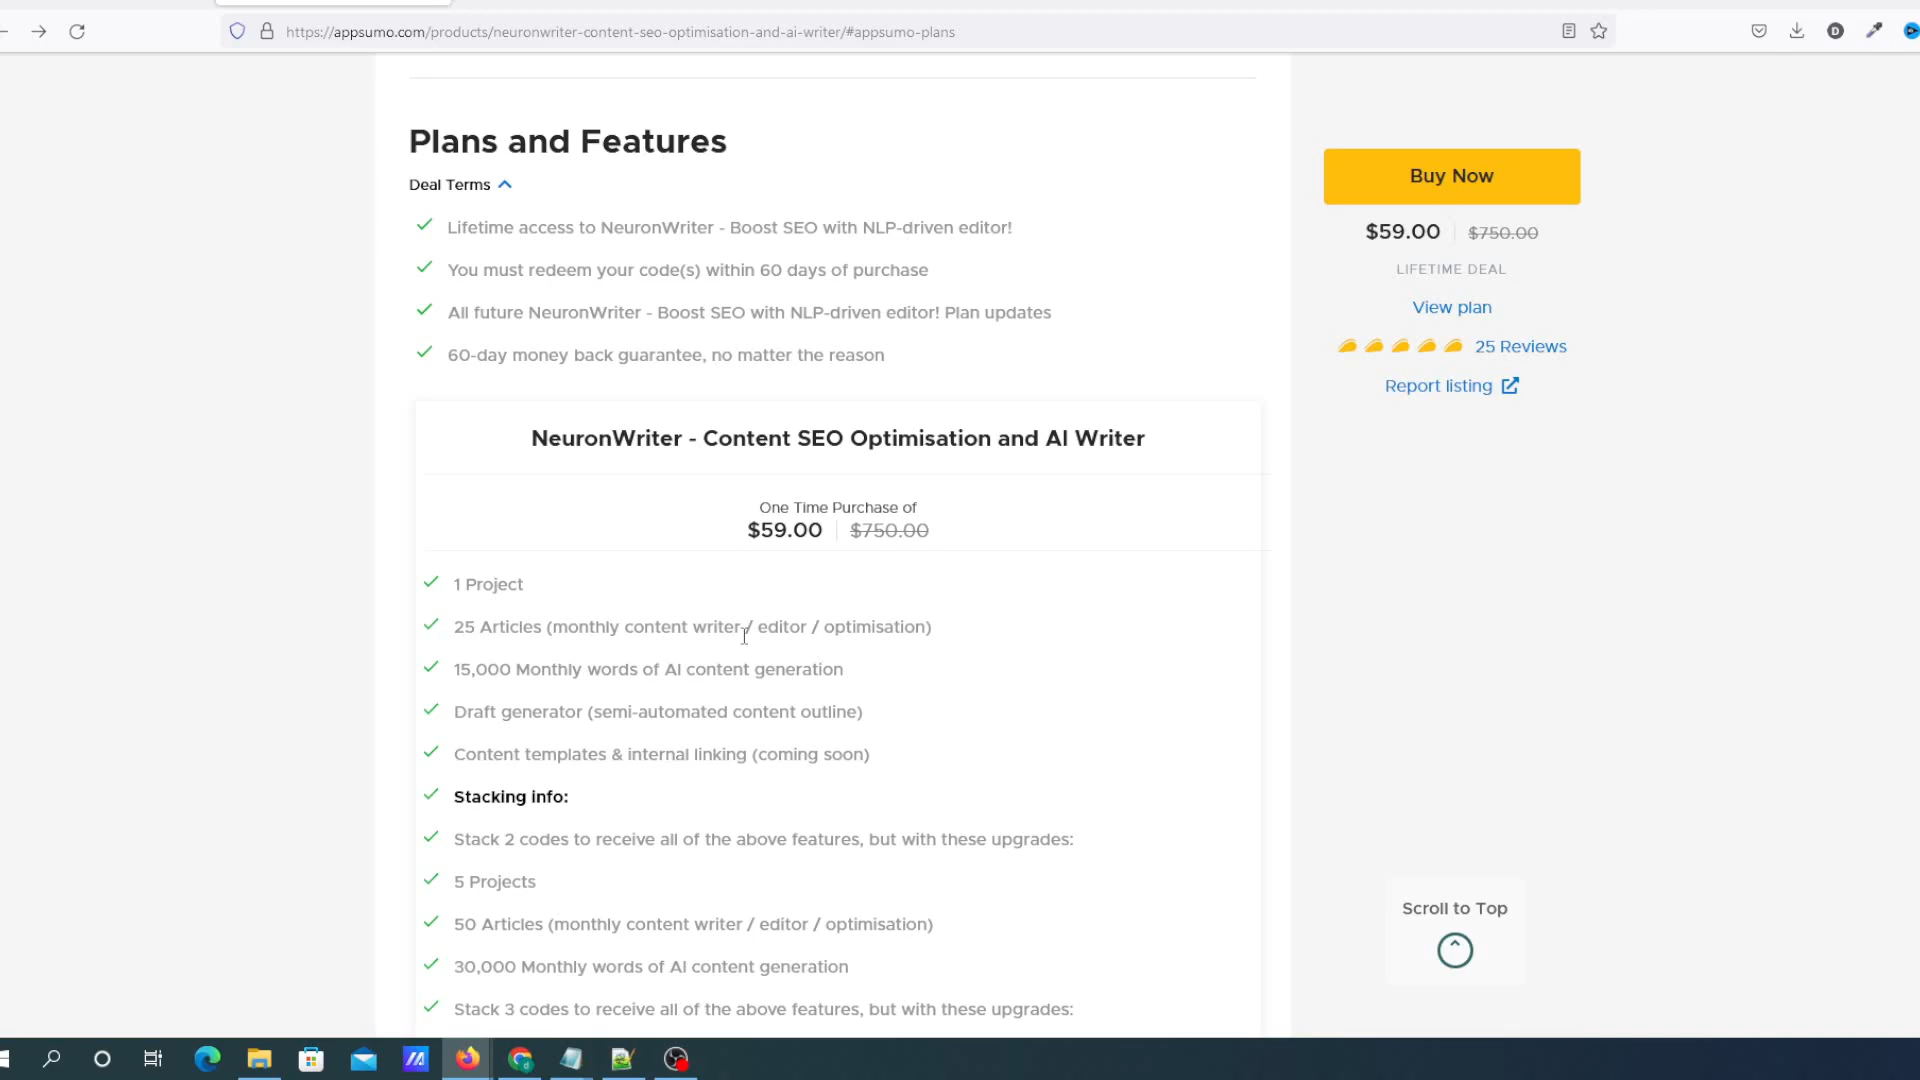 https://appsumo.com/products/neuronwriter-content-seo-optimisation-and-ai-writer/#appsumo-plans
D
Plans and Features
Deal Terms
Lifetime access to NeuronWriter - Boost SEO with NLP-driven editor!
You must redeem your code(s) within 60 days of purchase
All future NeuronWriter - Boost SEO with NLP-driven editor! Plan updates
60-day money back guarantee, no matter the reason
NeuronWriter - Content SEO Optimisation and AI Writer
One Time Purchase of
$59.00 $750.00
1 Project
25 Articles (monthly content writer / editor / optimisation)
15,000 Monthly words of AI content generation
Draft generator (semi-automated content outline)
Content templates & internal linking (coming soon)
Stacking info:
Stack 2 codes to receive all of the above features, but with these upgrades:
5 Projects
50 Articles (monthly content writer / editor / optimisation)
30,000 Monthly words of AI content generation
Stack 3 codes to receive all of the above features, but with these upgrades:
Buy Now
$59.00 $750.00
LIFETIME DEAL
View plan
25 Reviews
Report listing
Scroll to Top